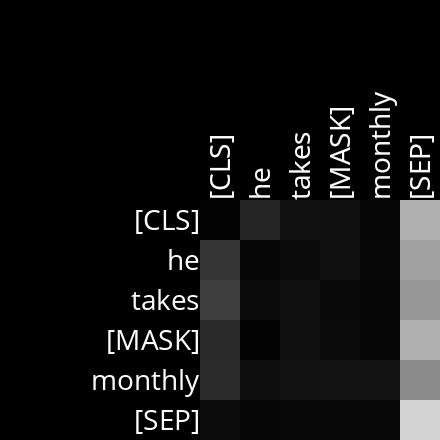 [CLS]
he
takes
[MASK]
monthly
[SEP]
[CLS]
he
takes
[MASK]
monthly
[SEP]